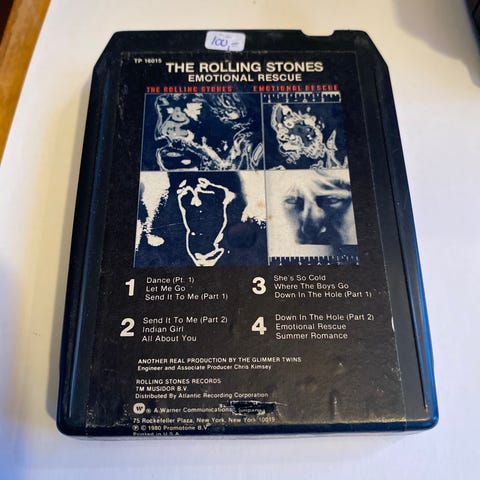 100,-
TP 16015
THE ROLLING STONES
EMOTIONAL RESCUE
THE ROLLING STONES EMOTIONAL RESCUE
1 Dance (Pt. 1)
Let Me Go
Send It To Me (Part 1)
2 Send It To Me (Part 2)
Indian Girl
All About You
3 She's So Cold
Where The Boys Go
Down In The Hole (Part 1)
4 Down In The Hole (Part 2)
Emotional Rescue
Summer Romance
ANOTHER REAL PRODUCTION BY THE GLIMMER TWINS
Engineer and Associate Producer Chris Kimsey
ROLLING STONES RECORDS
TM MUSIDOR B.V.
Distributed By Atlantic Recording Corporation
W ® A Warner Communications Company
75 Rockefeller Plaza, New York, New York 10019
℗ © 1980 Promotone B.V.
Printed in U.S.A.